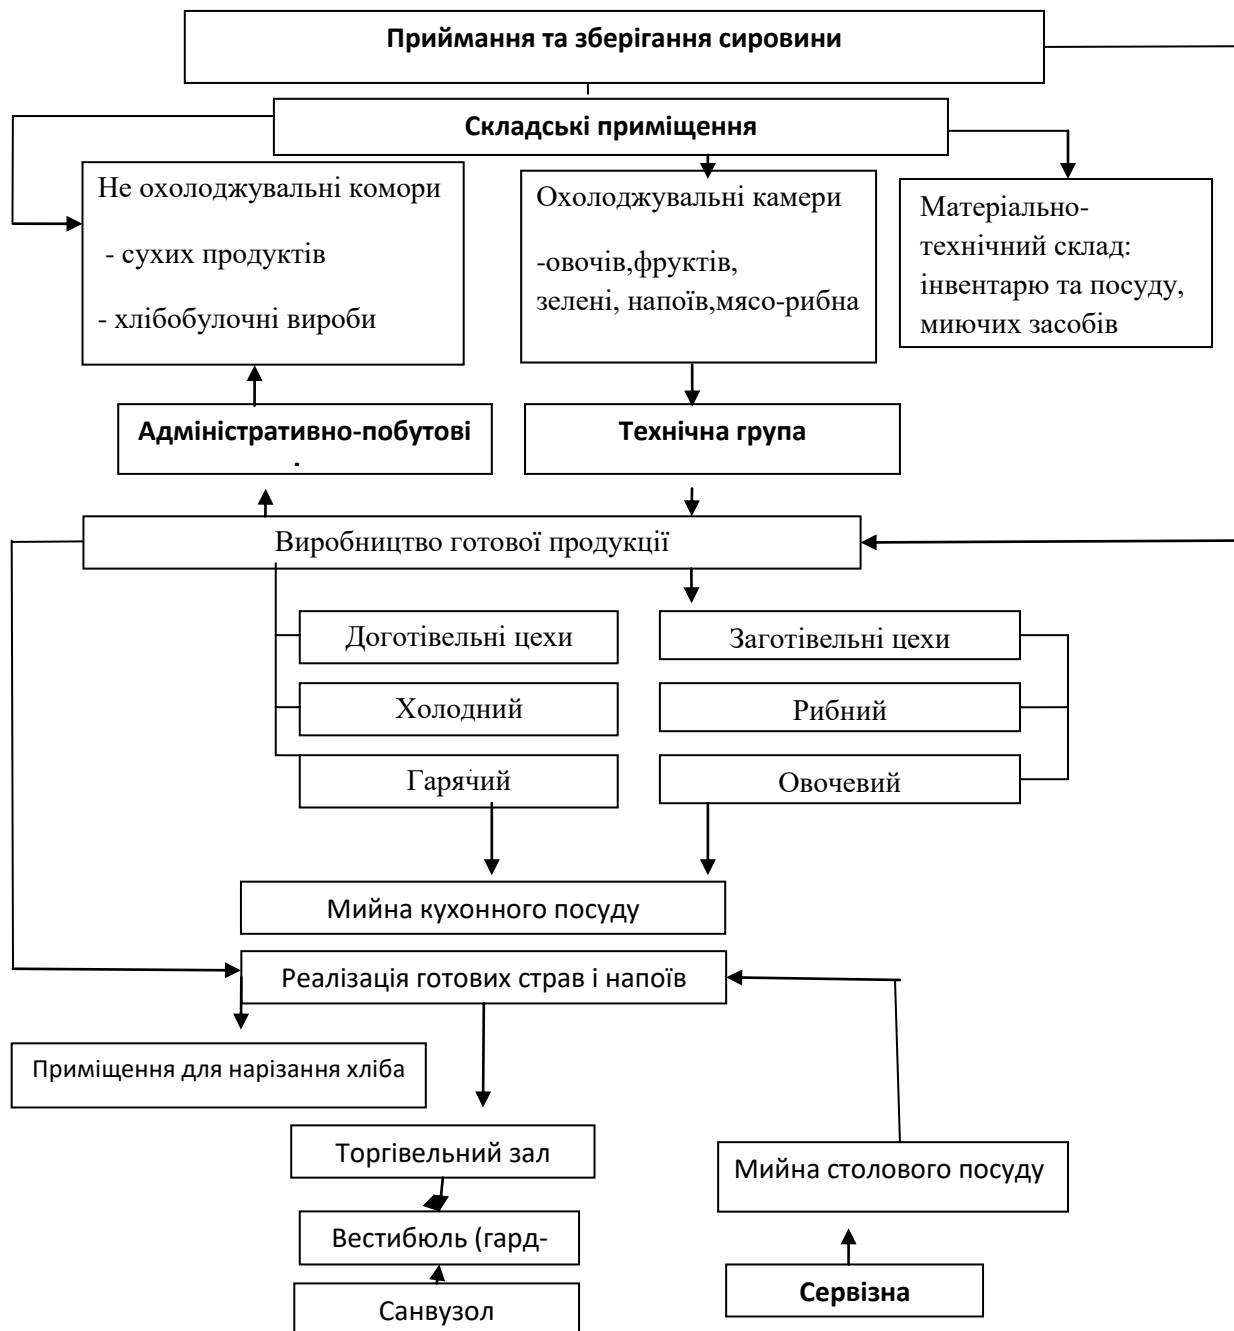 Приймання та зберігання сировини
Складські приміщення
Не охолоджувальні комори
- сухих продуктів
- хлібобулочні вироби
Охолоджувальні камери
-овочів,фруктів,
зелені, напоїв,мясо-рибна
Матеріально-
технічний склад:
інвентарю та посуду,
миючих засобів
Адміністративно-побутові
Технічна група
Виробництво готової продукції
Доготівельні цехи
Заготівельні цехи
Холодний
Рибний
Гарячий
Овочевий
Мийна кухонного посуду
Реалізація готових страв і напоїв
Приміщення для нарізання хліба
Торгівельний зал
Мийна столового посуду
Вестибюль (гард-
Сервізна
Санвузол